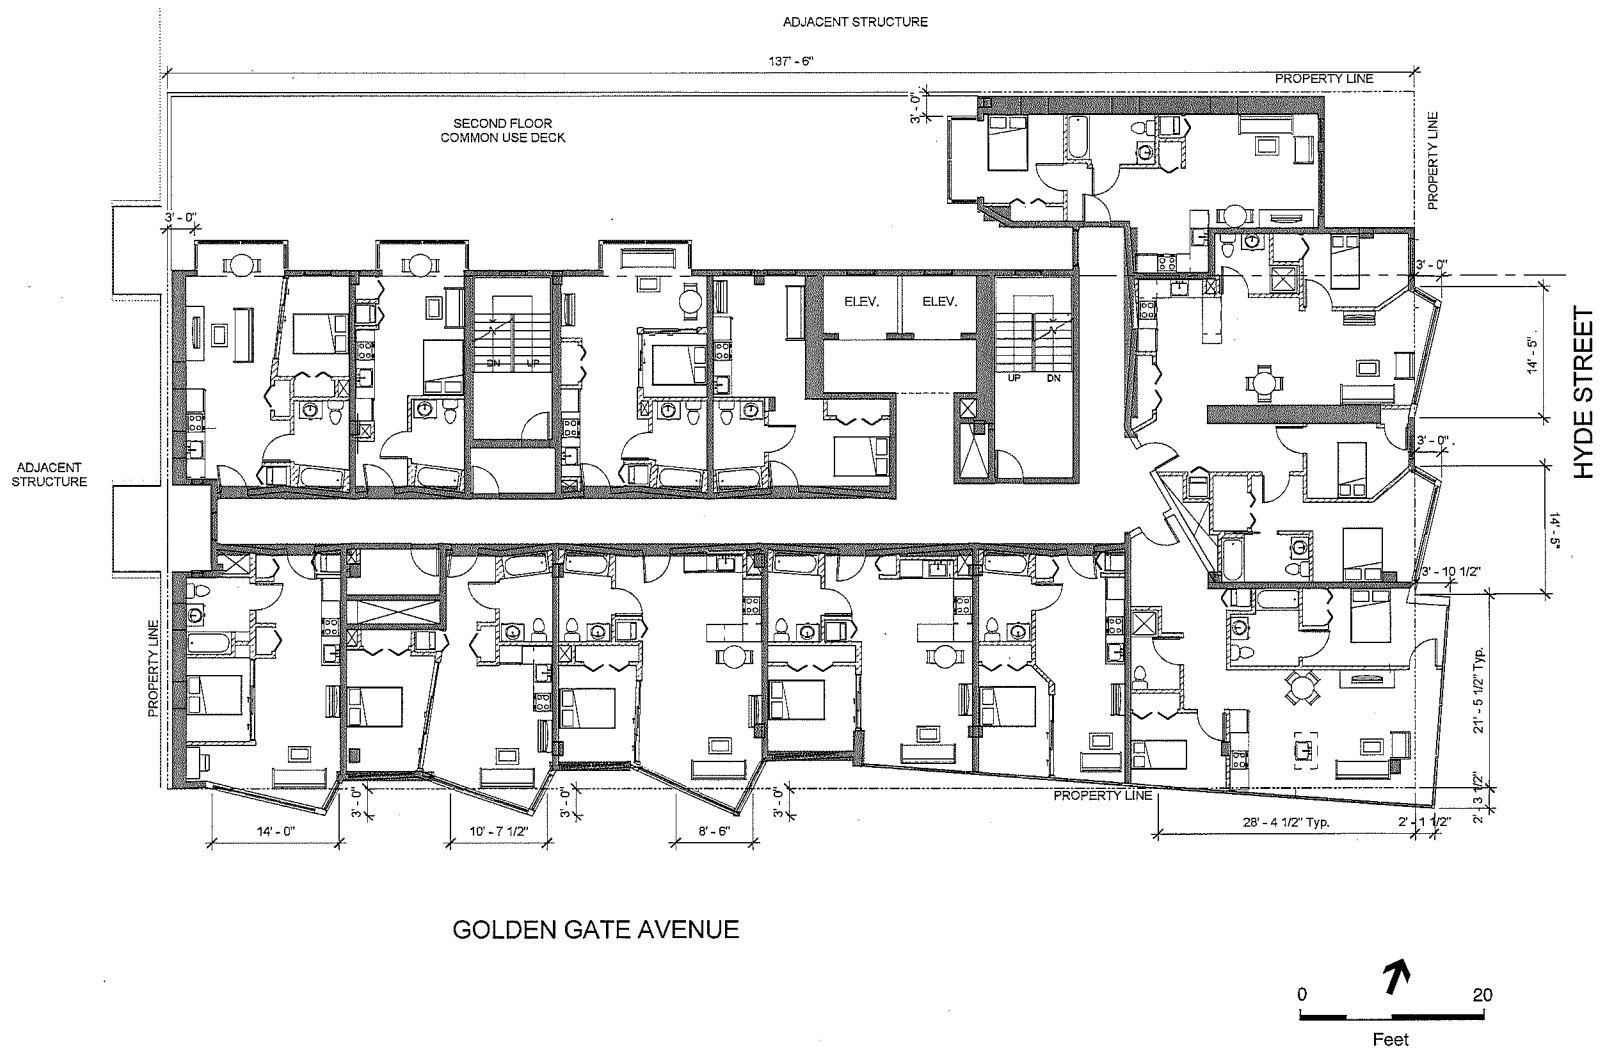 ADJACENT STRUCTURE
137' - 6"
PROPERTY LINE
3' - 0"
SECOND FLOOR
COMMON USE DECK
PROPERTY LINE
3' - 0"
ELEV.
ELEV.
3' - 0"
DN
UP
UP
DN
14' - 5"
HYDE STREET
3' - 0"
ADJACENT
STRUCTURE
14' - 5"
3' - 10 1/2"
PROPERTY LINE
21' - 5 1/2" Typ.
3' - 0"
3' - 0"
3' - 0"
PROPERTY LINE
2' - 3 1/2"
14' - 0"
10' - 7 1/2"
8' - 6"
28' - 4 1/2" Typ.
2' - 1 1/2"
GOLDEN GATE AVENUE
0
20
Feet